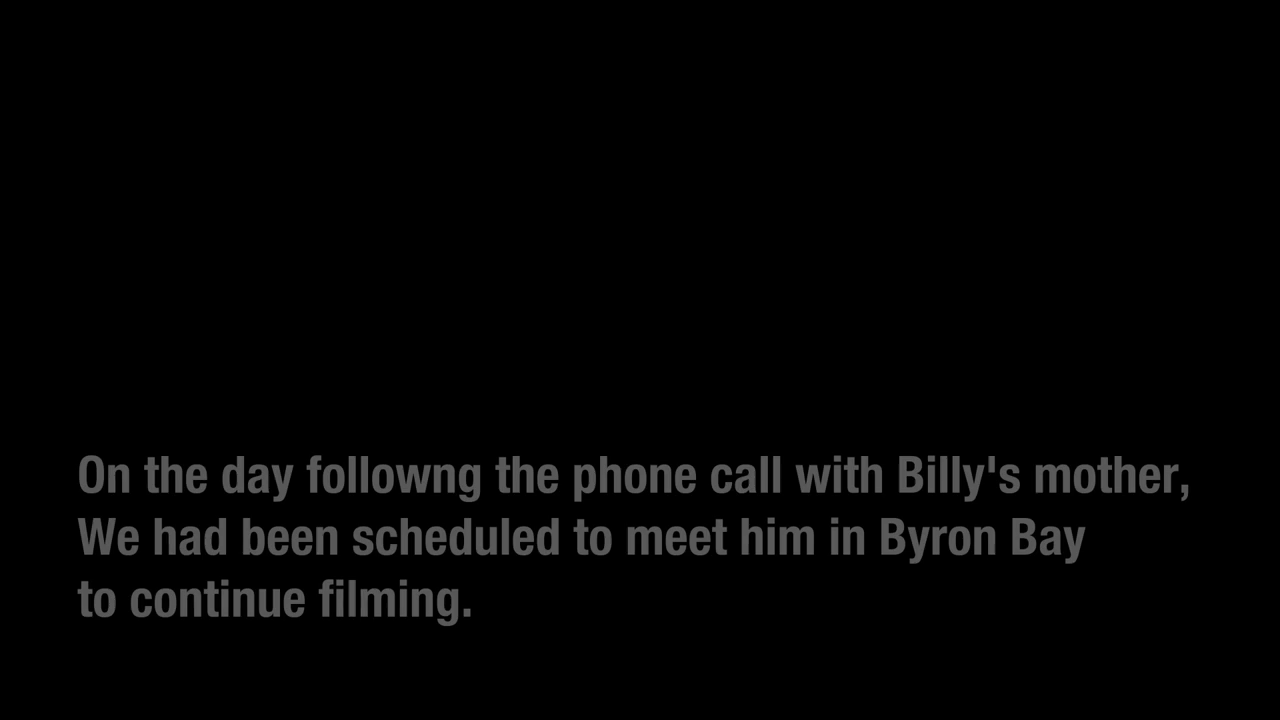 On the day followng the phone call with Billy's mother,
We had been scheduled to meet him in Byron Bay
to continue filming.